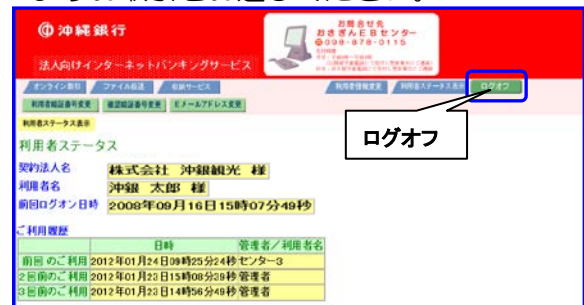 沖縄銀行
お問合せ先
おきぎんEBセンター
098-878-0115
法人向けインターネットバンキングサービス
オンライン取引 ファイル伝送 収納サービス 利用者情報変更 利用者ステータス表示 ログオフ
利用者暗証番号変更 確認暗証番号変更 Eメールアドレス変更
利用者ステータス表示
ログオフ
利用者ステータス
契約法人名 株式会社 沖銀観光 様
利用者名 沖銀 太郎 様
前回ログオン日時 2008年09月16日15時07分49秒
ご利用履歴
日時 管理者/利用者名
前回 のご利用 2012年01月24日09時25分24秒 センター3
2回前のご利用 2012年01月23日15時08分39秒 管理者
3回前のご利用 2012年01月23日14時56分49秒 管理者